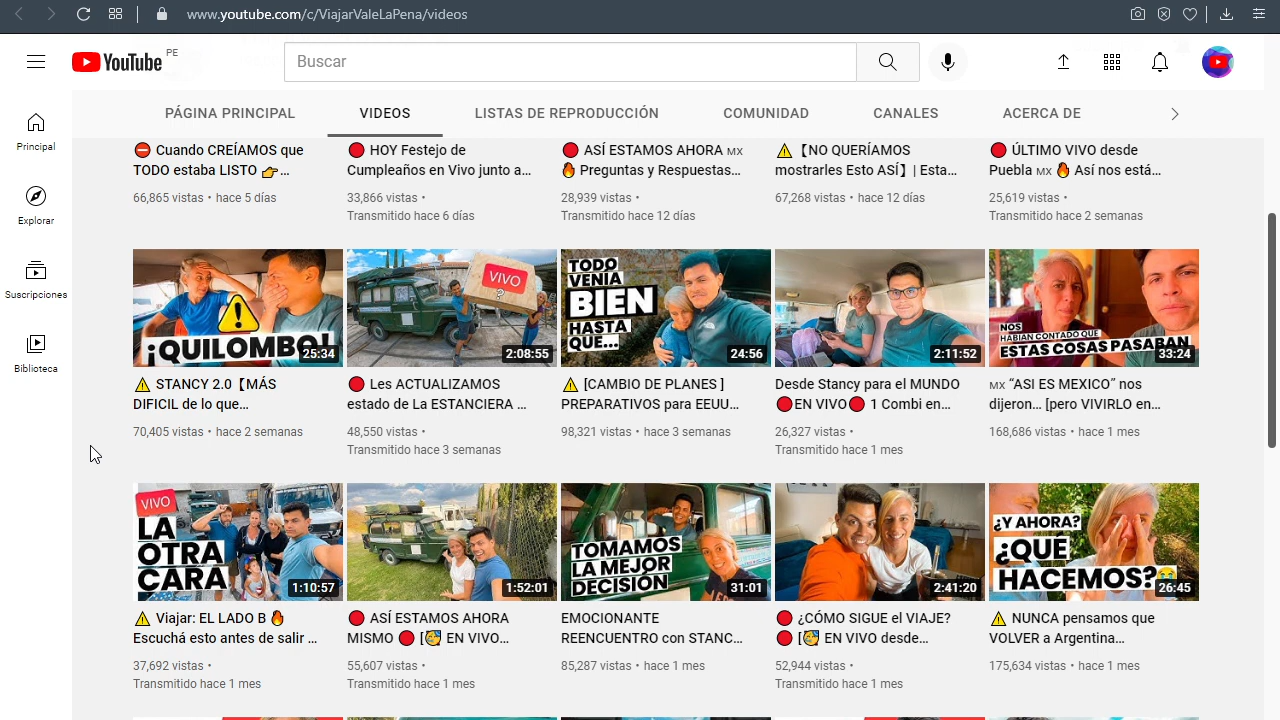 www.youtube.com/c/ViajarValeLaPena/videos
YouTube PE
Buscar
PÁGINA PRINCIPAL
VIDEOS
LISTAS DE REPRODUCCIÓN
COMUNIDAD
CANALES
ACERCA DE
Principal
Explorar
Suscripciones
Biblioteca
⛔ Cuando CREÍAMOS que
TODO estaba LISTO 👉...
66,865 vistas • hace 5 días
🔴 HOY Festejo de
Cumpleaños en Vivo junto a...
33,866 vistas •
Transmitido hace 6 días
🔴 ASÍ ESTAMOS AHORA 🇲🇽
🔥 Preguntas y Respuestas...
28,939 vistas •
Transmitido hace 12 días
⚠️【NO QUERÍAMOS
mostrarles Esto ASÍ】| Esta...
67,268 vistas • hace 12 días
🔴 ÚLTIMO VIVO desde
Puebla 🇲🇽 🔥 Así nos está...
25,619 vistas •
Transmitido hace 2 semanas
¡QUILOMBO!
25:34
⚠️ STANCY 2.0【MÁS
DIFICIL de lo que...
70,405 vistas • hace 2 semanas
VIVO
?
2:08:55
🔴 Les ACTUALIZAMOS
estado de La ESTANCIERA ...
48,550 vistas •
Transmitido hace 3 semanas
TODO
VENÍA
BIEN
HASTA
QUE...
24:56
⚠️ [CAMBIO DE PLANES ]
PREPARATIVOS para EEUU...
98,321 vistas • hace 3 semanas
2:11:52
Desde Stancy para el MUNDO
🔴EN VIVO🔴 1 Combi en...
26,327 vistas •
Transmitido hace 1 mes
NOS
HABÍAN CONTADO QUE
ESTAS COSAS PASABAN
33:24
🇲🇽 “ASI ES MEXICO” nos
dijeron... [pero VIVIRLO en...
168,686 vistas • hace 1 mes
VIVO
LA
OTRA
CARA
1:10:57
⚠️ Viajar: EL LADO B 🔥
Escuchá esto antes de salir ...
37,692 vistas •
Transmitido hace 1 mes
1:52:01
🔴 ASÍ ESTAMOS AHORA
MISMO 🔴 [🥳 EN VIVO...
55,607 vistas •
Transmitido hace 1 mes
TOMAMOS
LA MEJOR
DECISIÓN
31:01
EMOCIONANTE
REENCUENTRO con STANC...
85,287 vistas • hace 1 mes
2:41:20
🔴 ¿CÓMO SIGUE el VIAJE?
🔴 [🥳 EN VIVO desde...
52,944 vistas •
Transmitido hace 1 mes
¿Y AHORA?
¿QUÉ
HACEMOS?
26:45
⚠️ NUNCA pensamos que
VOLVER a Argentina...
175,634 vistas • hace 1 mes